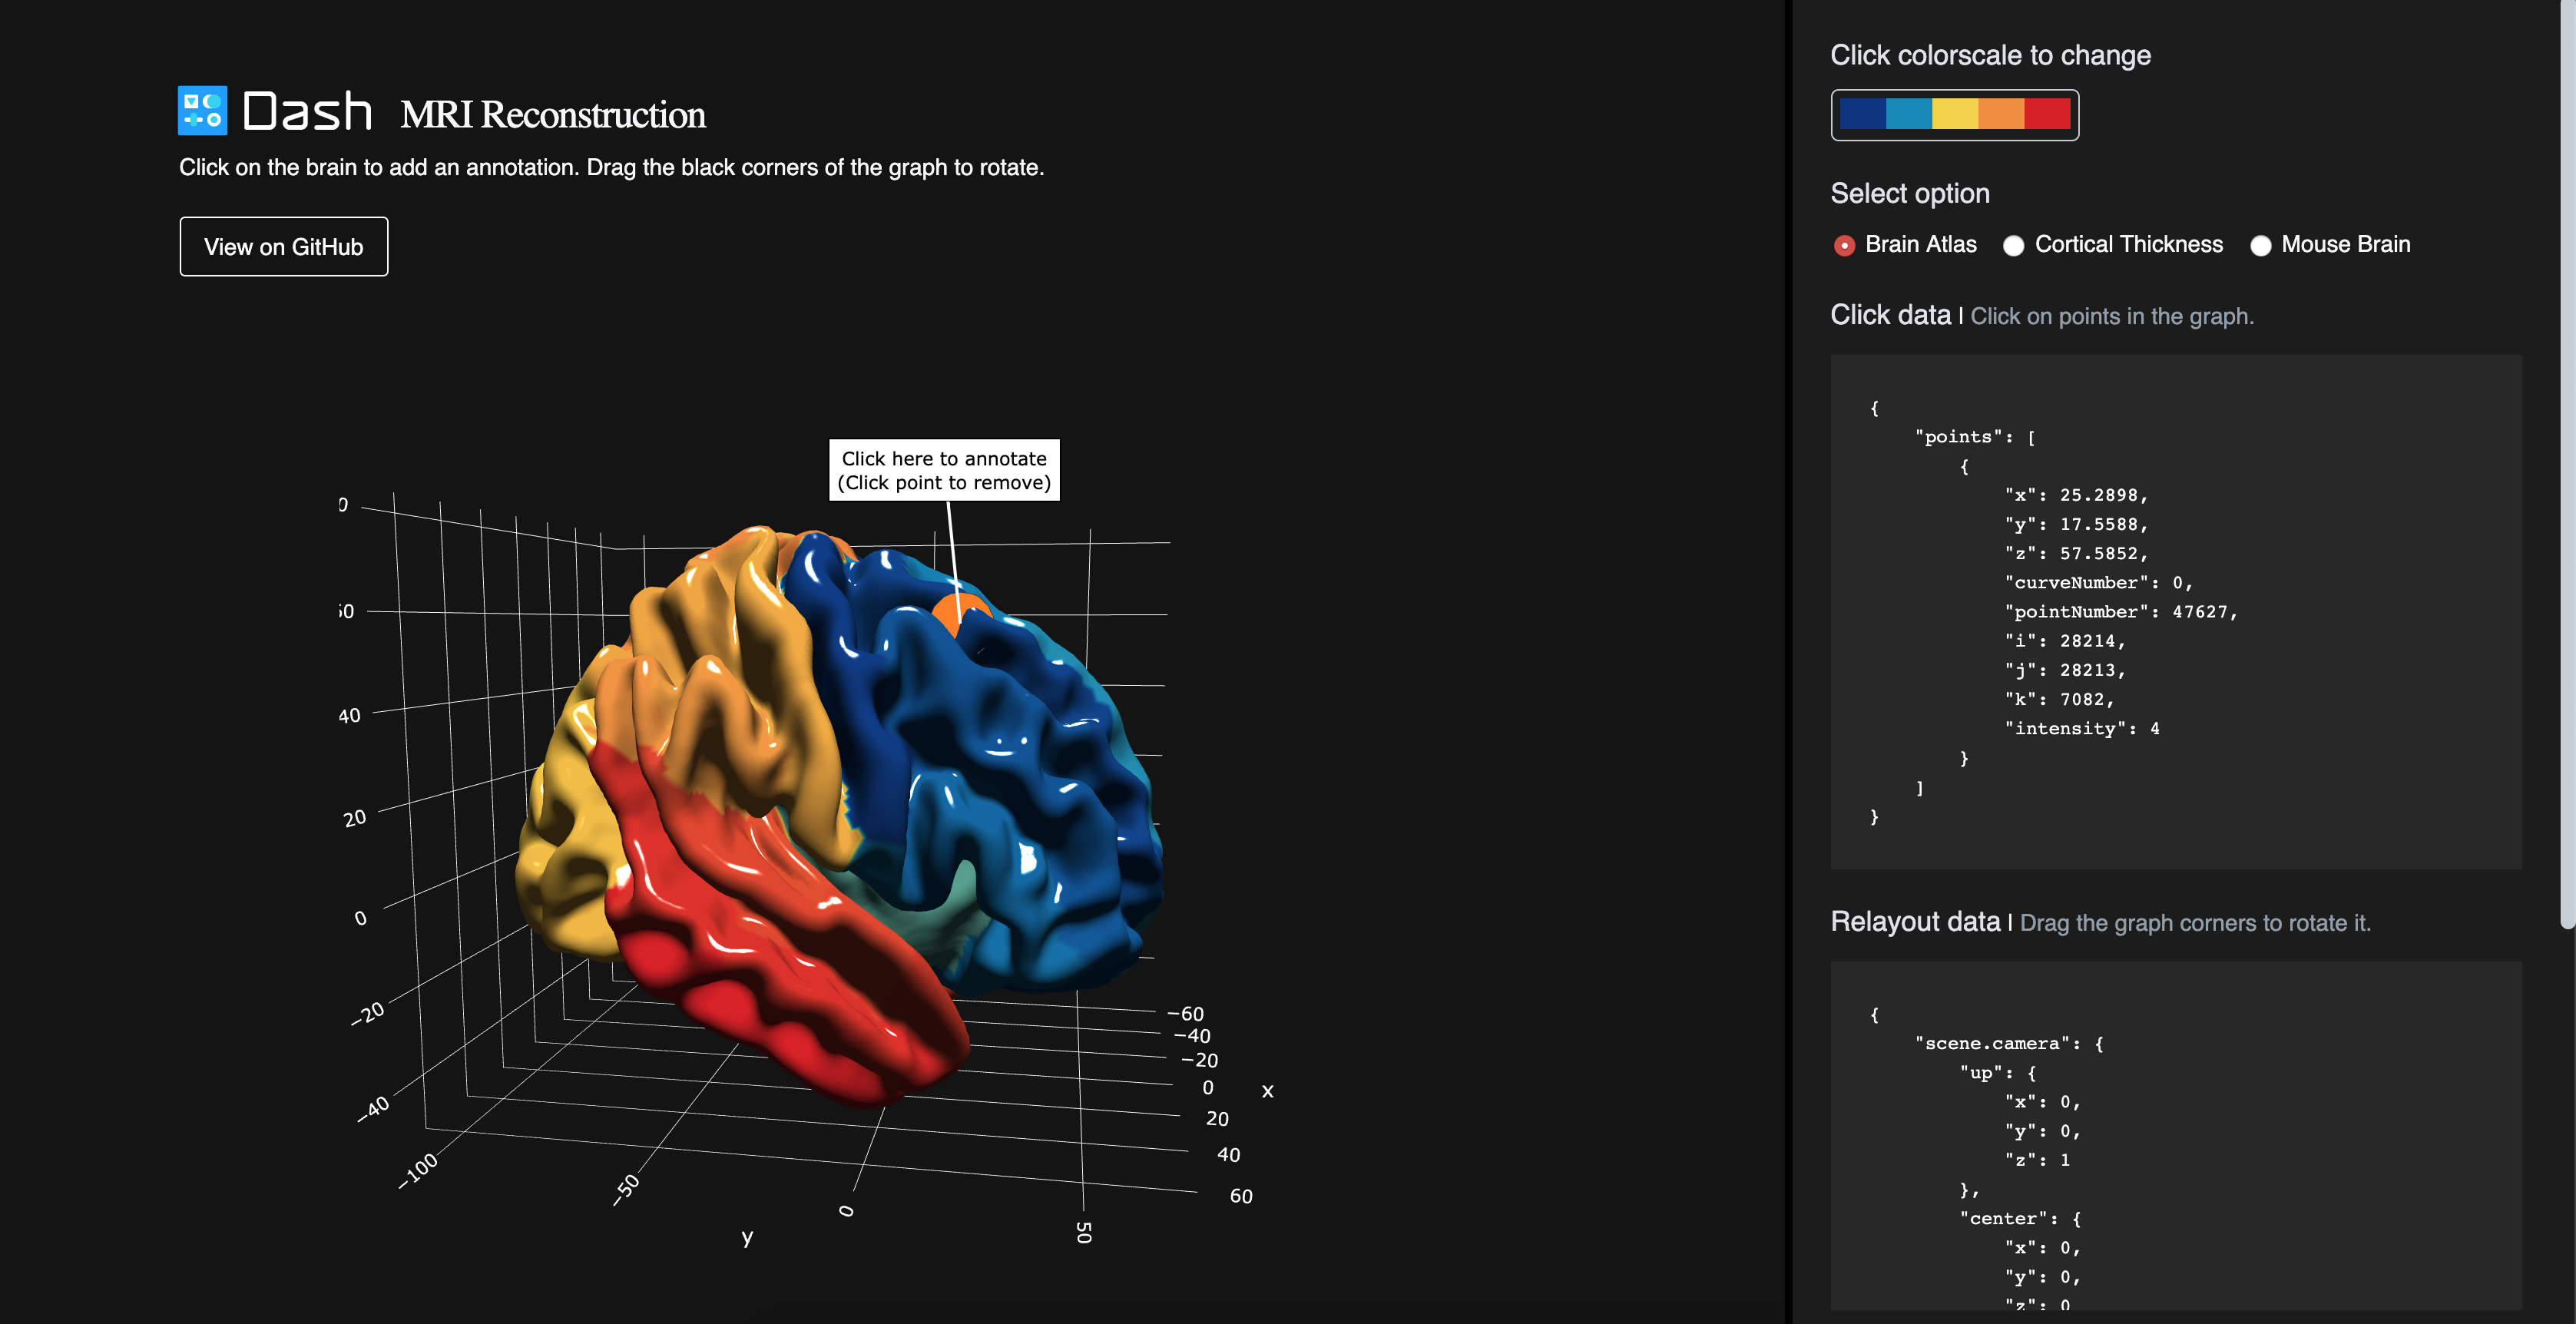 Dash MRI Reconstruction
Click on the brain to add an annotation. Drag the black corners of the graph to rotate.
View on GitHub
Click here to annotate
(Click point to remove)
40
20
0
−20
−40
−100
−50
0
50
y
−60
−40
−20
0
20
40
60
x
Click colorscale to change
Select option
Brain Atlas Cortical Thickness Mouse Brain
Click data | Click on points in the graph.
{
"points": [
{
"x": 25.2898,
"y": 17.5588,
"z": 57.5852,
"curveNumber": 0,
"pointNumber": 47627,
"i": 28214,
"j": 28213,
"k": 7082,
"intensity": 4
}
]
}
Relayout data | Drag the graph corners to rotate it.
{
"scene.camera": {
"up": {
"x": 0,
"y": 0,
"z": 1
},
"center": {
"x": 0,
"y": 0,
"z": 0